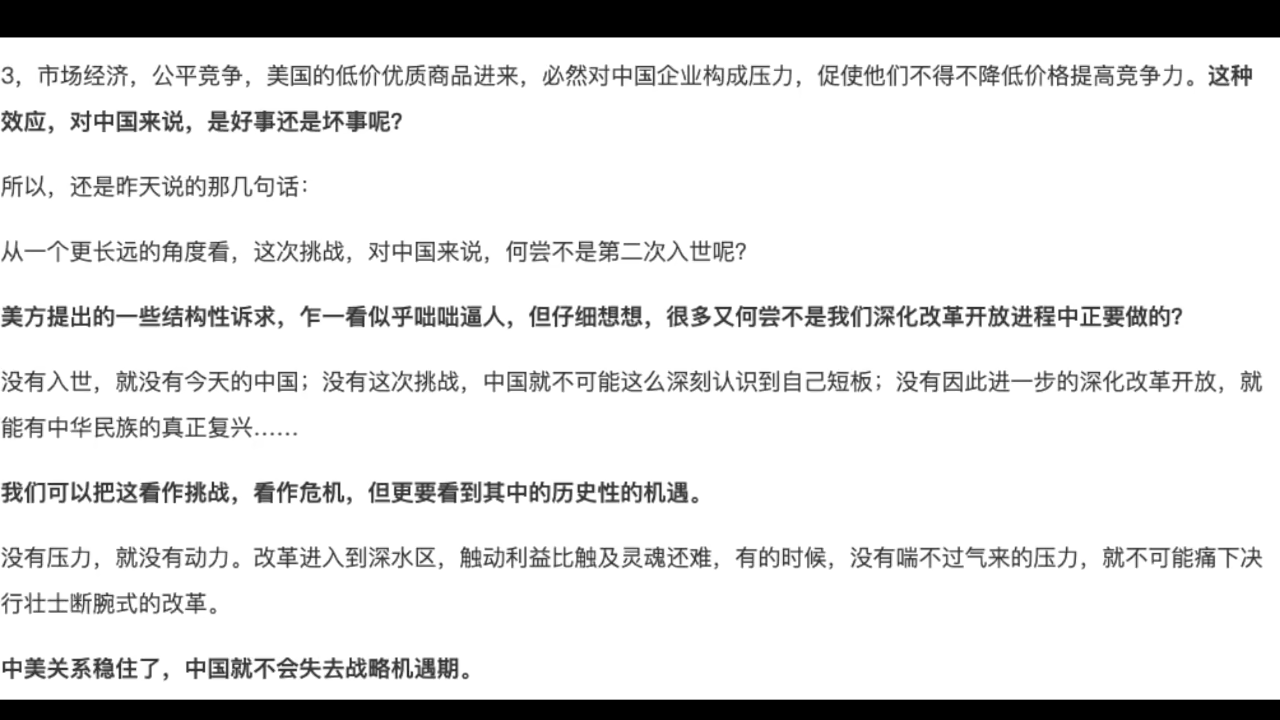 3，市场经济，公平竞争，美国的低价优质商品进来，必然对中国企业构成压力，促使他们不得不降低价格提高竞争力。这种
效应，对中国来说，是好事还是坏事呢？
所以，还是昨天说的那几句话：
从一个更长远的角度看，这次挑战，对中国来说，何尝不是第二次入世呢？
美方提出的一些结构性诉求，乍一看似乎咄咄逼人，但仔细想想，很多又何尝不是我们深化改革开放进程中正要做的？
没有入世，就没有今天的中国；没有这次挑战，中国就不可能这么深刻认识到自己短板；没有因此进一步的深化改革开放，就
能有中华民族的真正复兴……
我们可以把这看作挑战，看作危机，但更要看到其中的历史性的机遇。
没有压力，就没有动力。改革进入到深水区，触动利益比触及灵魂还难，有的时候，没有喘不过气来的压力，就不可能痛下决
行壮士断腕式的改革。
中美关系稳住了，中国就不会失去战略机遇期。